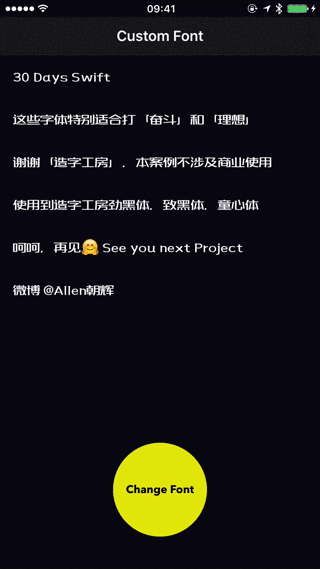 09:41
Custom Font
30 Days Swift
这些字体特别适合打「奋斗」和「理想」
谢谢「造字工房」，本案例不涉及商业使用
使用到造字工房劲黑体，致黑体，童心体
呵呵，再见🤗 See you next Project
微博 @Allen朝辉
Change Font